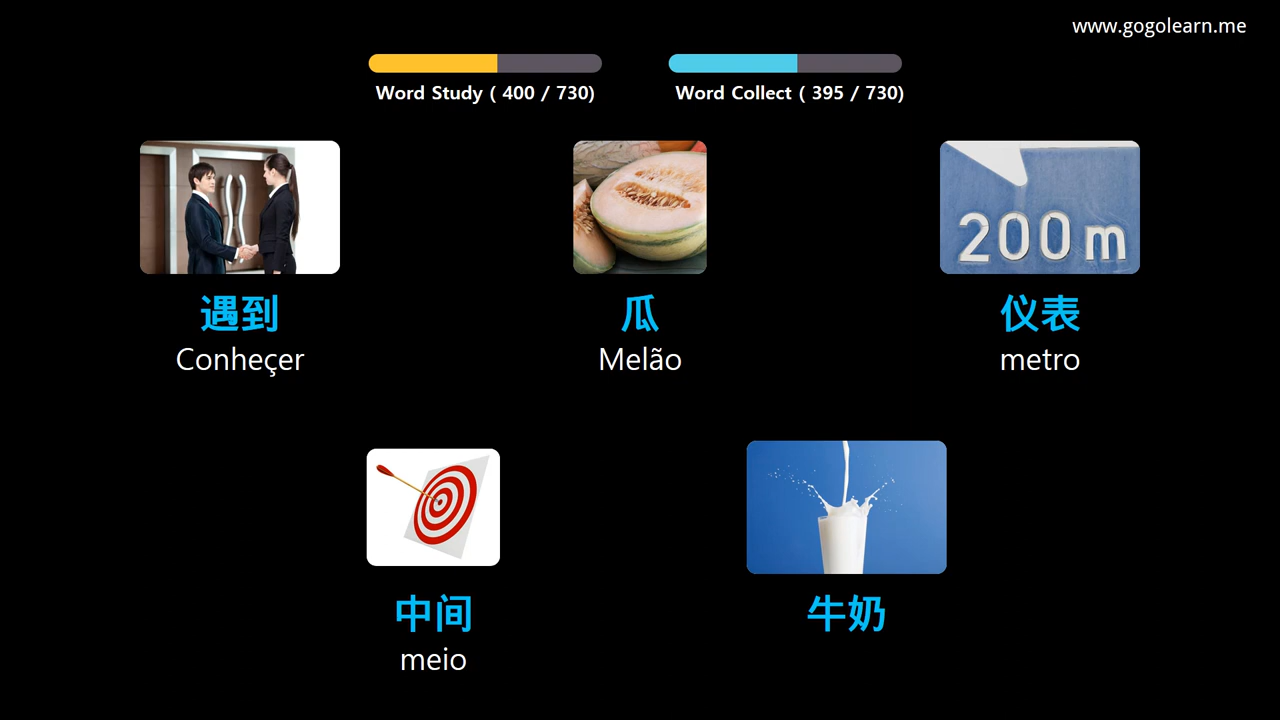 www.gogolearn.me
Word Study ( 400 / 730)
Word Collect ( 395 / 730)
200m
遇到
Conheçer
瓜
Melão
仪表
metro
中间
meio
牛奶